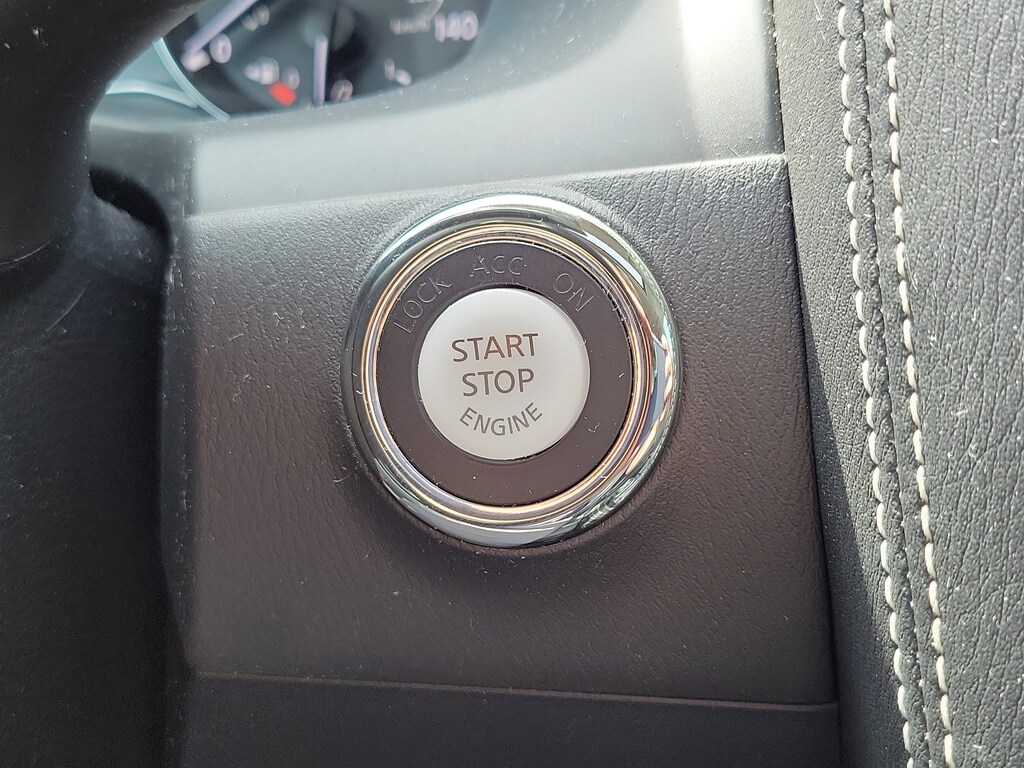 140
LOCK ACC ON
START
STOP
ENGINE